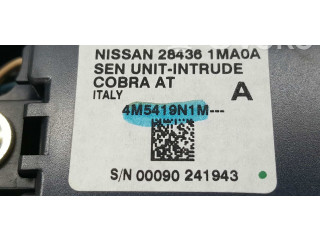 NISSAN 28436 1MA0A
SEN UNIT-INTRUDE
COBRA AT
ITALY
A
4M5419N1M---
S/N 00090 241943